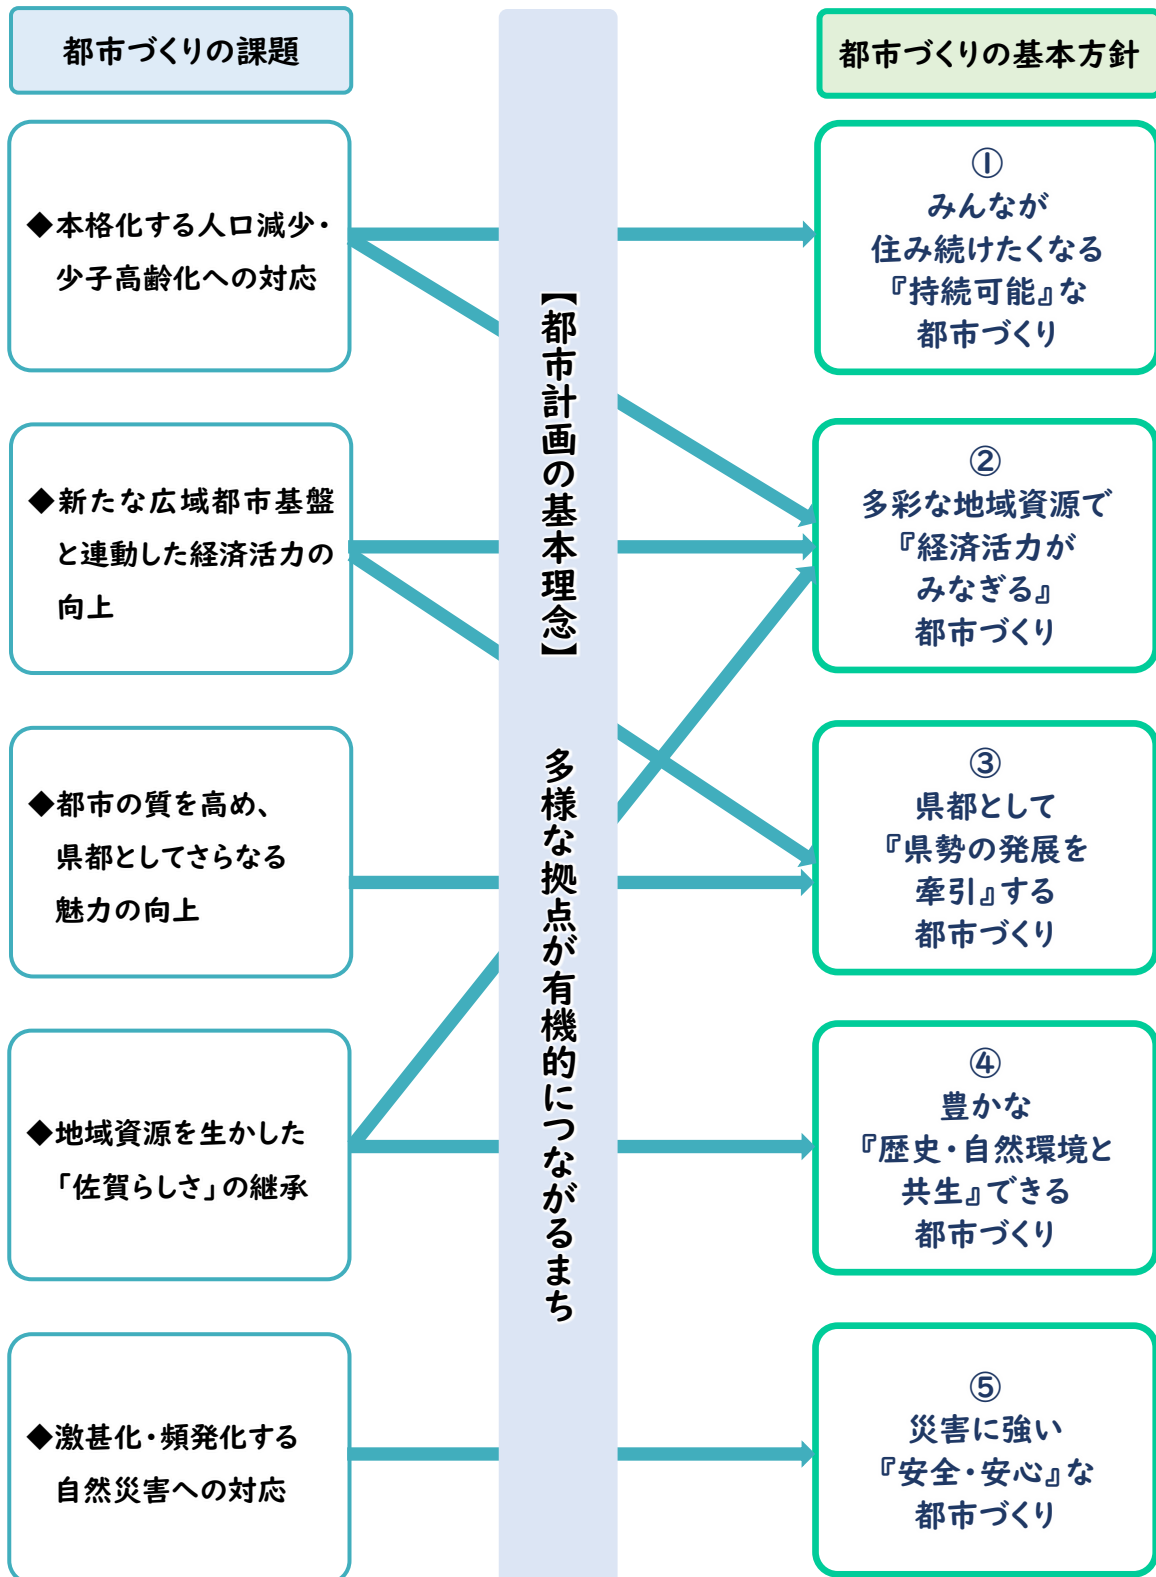 都市づくりの課題
都市づくりの基本方針
◆本格化する人口減少・
少子高齢化への対応
◆新たな広域都市基盤
と連動した経済活力の
向上
◆都市の質を高め、
県都としてさらなる
魅力の向上
◆地域資源を生かした
「佐賀らしさ」の継承
◆激甚化・頻発化する
自然災害への対応
【都市計画の基本理念】 多様な拠点が有機的につながるまち
①
みんなが
住み続けたくなる
『持続可能』な
都市づくり
②
多彩な地域資源で
『経済活力が
みなぎる』
都市づくり
③
県都として
『県勢の発展を
牽引』する
都市づくり
④
豊かな
『歴史・自然環境と
共生』できる
都市づくり
⑤
災害に強い
『安全・安心』な
都市づくり